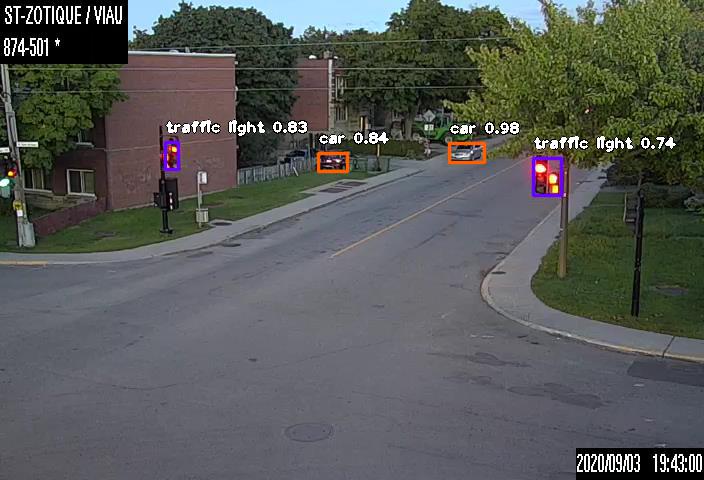 ST-ZOTIQUE / VIAU
874-501 *
traffic light 0.83
car 0.84
car 0.98
traffic light 0.74
2020/09/03 19:43:00